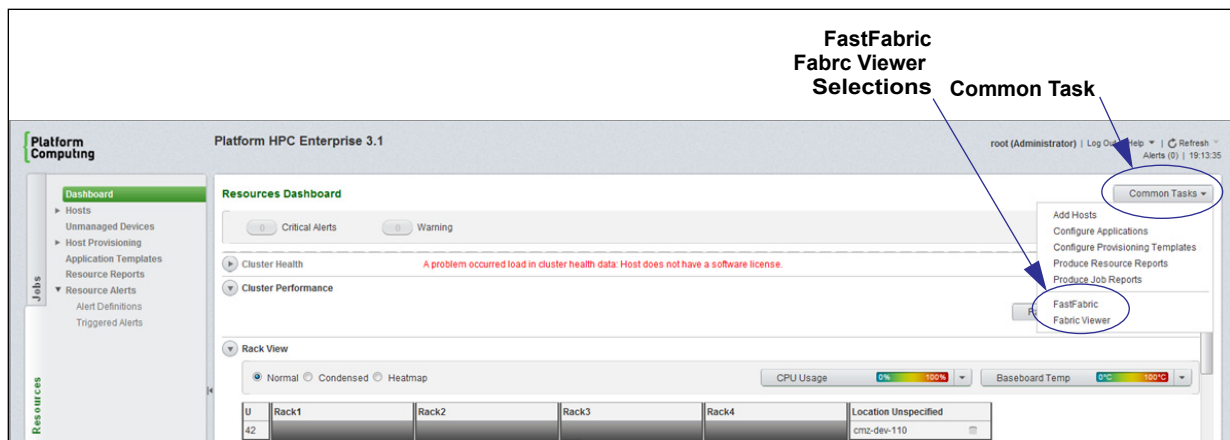 FastFabric
Fabrc Viewer
Selections
Common Task
Platform
Computing
Platform HPC Enterprise 3.1
root (Administrator) | Log Out Help | Refresh
Alerts (0) | 19:13:35
Jobs
Resources
Dashboard
Hosts
Unmanaged Devices
Host Provisioning
Application Templates
Resource Reports
Resource Alerts
Alert Definitions
Triggered Alerts
Resources Dashboard
Common Tasks
0 Critical Alerts 0 Warning
Add Hosts
Configure Applications
Configure Provisioning Templates
Produce Resource Reports
Produce Job Reports
FastFabric
Fabric Viewer
Cluster Health A problem occurred load in cluster health data: Host does not have a software license.
Cluster Performance
Rack View
Normal Condensed Heatmap
CPU Usage 0% 100%
Baseboard Temp 0°C 100°C
U Rack1 Rack2 Rack3 Rack4 Location Unspecified
42 cmz-dev-110